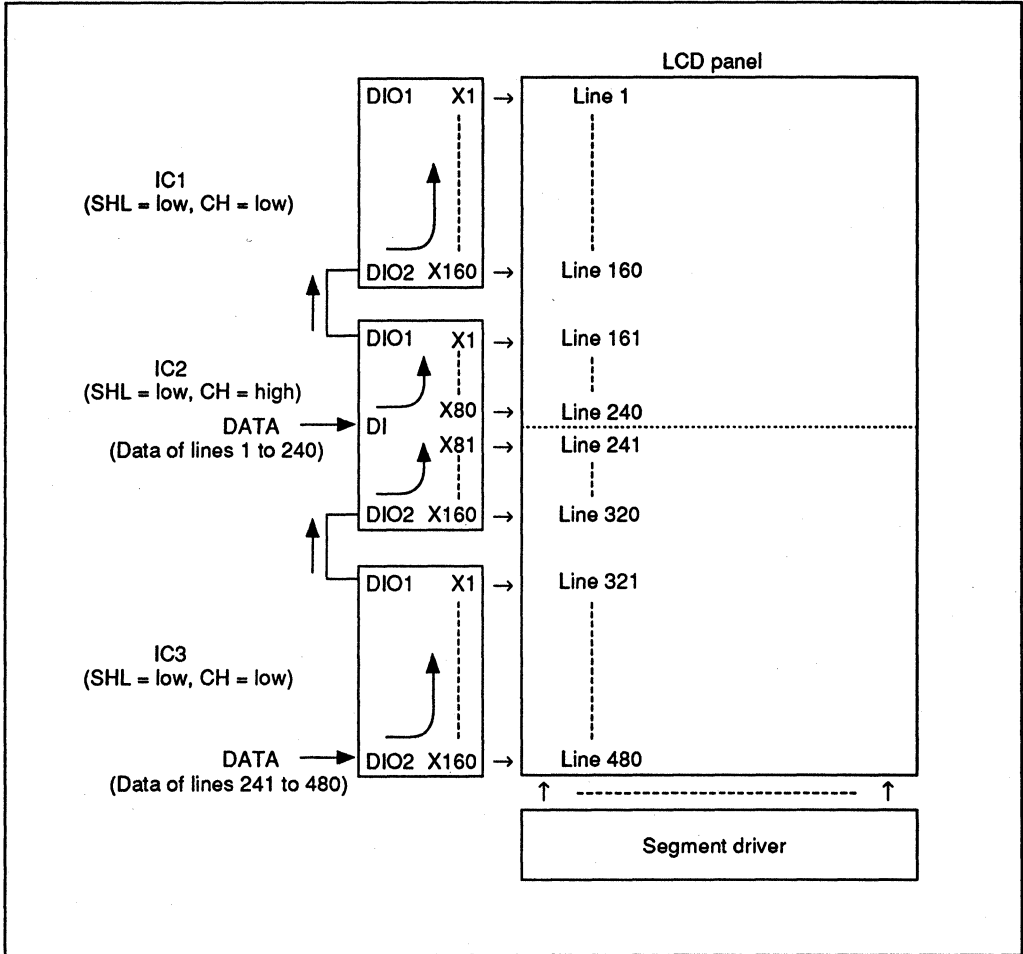 LCD panel
DIO1 X1 → Line 1
IC1
(SHL = low, CH = low)
DIO2 X160 → Line 160
DIO1 X1 → Line 161
IC2
(SHL = low, CH = high)
X80 → Line 240
DATA → DI
(Data of lines 1 to 240)
X81 → Line 241
DIO2 X160 → Line 320
DIO1 X1 → Line 321
IC3
(SHL = low, CH = low)
DATA → DIO2 X160 → Line 480
(Data of lines 241 to 480)
Segment driver